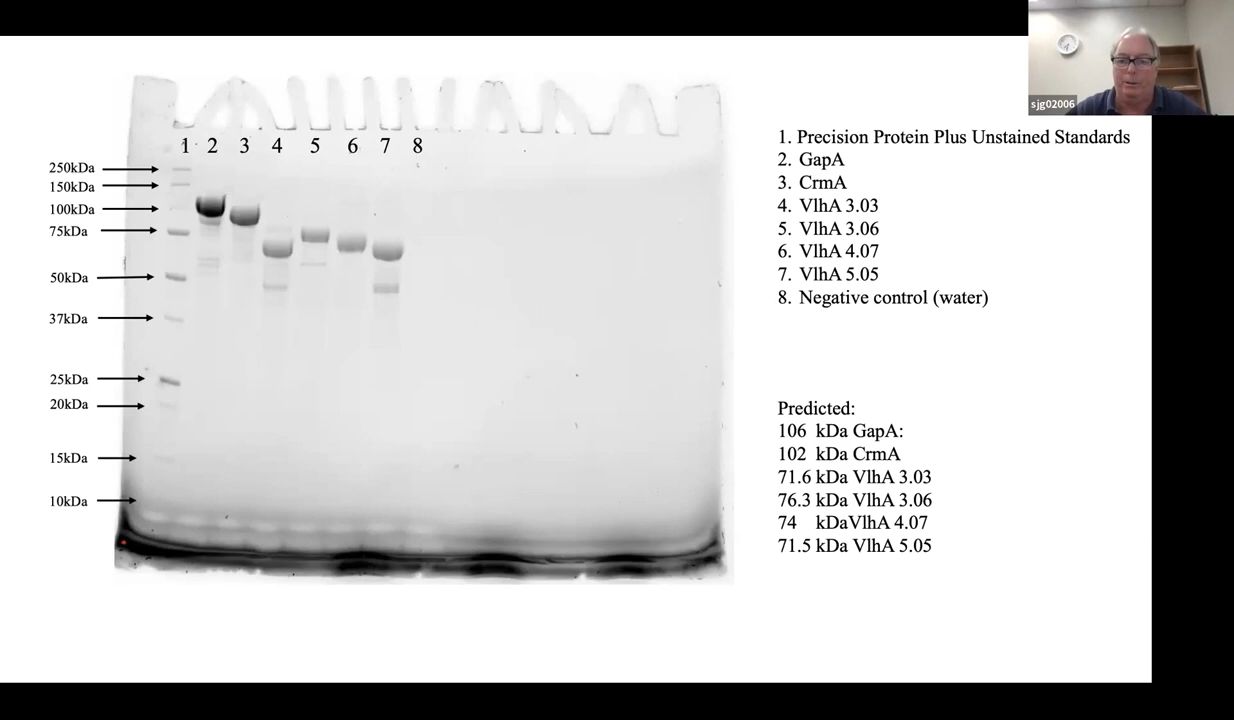 sjg02006
1 2 3 4 5 6 7 8
250kDa
150kDa
100kDa
75kDa
50kDa
37kDa
25kDa
20kDa
15kDa
10kDa
1. Precision Protein Plus Unstained Standards
2. GapA
3. CrmA
4. VlhA 3.03
5. VlhA 3.06
6. VlhA 4.07
7. VlhA 5.05
8. Negative control (water)
Predicted:
106 kDa GapA:
102 kDa CrmA
71.6 kDa VlhA 3.03
76.3 kDa VlhA 3.06
74 kDaVlhA 4.07
71.5 kDa VlhA 5.05